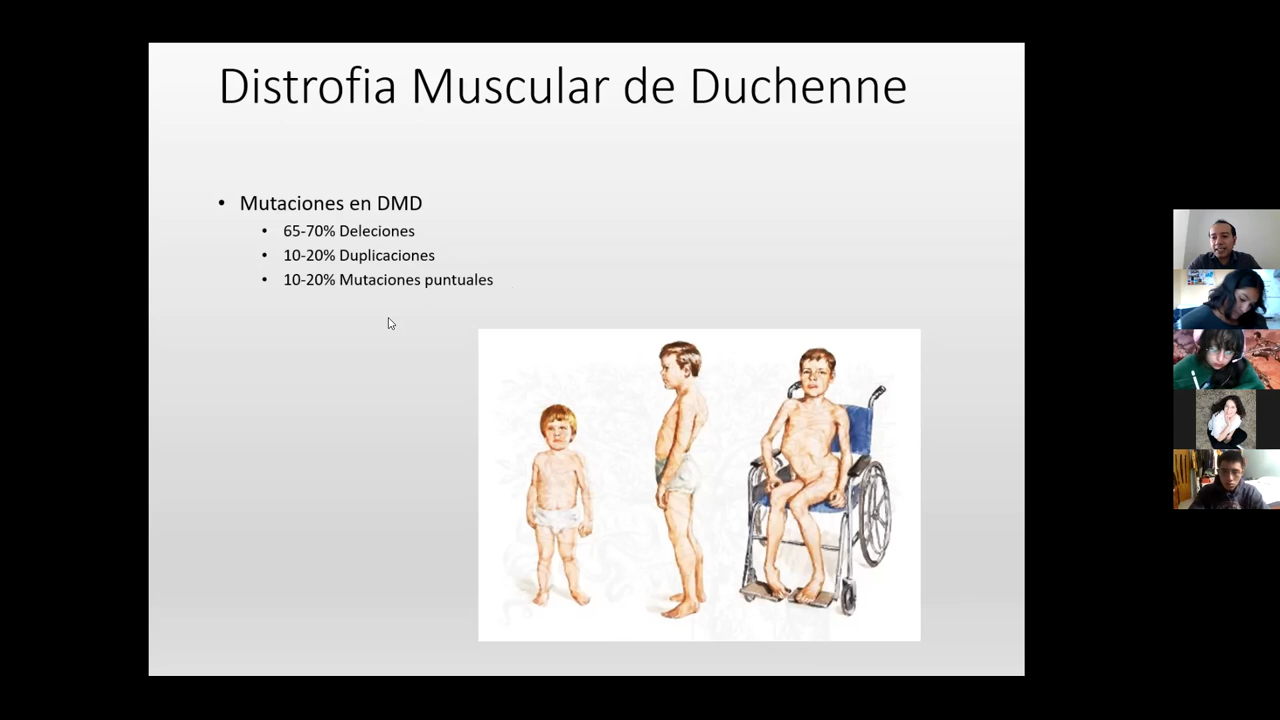 Distrofia Muscular de Duchenne
• Mutaciones en DMD
• 65-70% Deleciones
• 10-20% Duplicaciones
• 10-20% Mutaciones puntuales